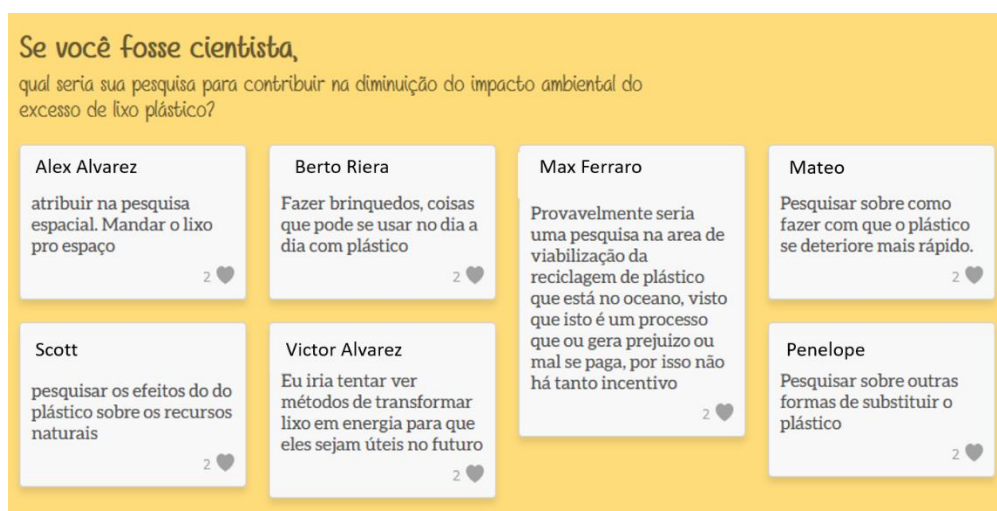 Se você fosse cientista,
qual seria sua pesquisa para contribuir na diminuição do impacto ambiental do
excesso de lixo plástico?
Alex Alvarez
atribuir na pesquisa
espacial. Mandar o lixo
pro espaço
2
Berto Riera
Fazer brinquedos, coisas
que pode se usar no dia a
dia com plástico
2
Max Ferraro
Provavelmente seria
uma pesquisa na area de
viabilização da
reciclagem de plástico
que está no oceano, visto
que isto é um processo
que ou gera prejuizo ou
mal se paga, por isso não
há tanto incentivo
2
Mateo
Pesquisar sobre como
fazer com que o plástico
se deteriore mais rápido.
2
Scott
pesquisar os efeitos do do
plástico sobre os recursos
naturais
2
Victor Alvarez
Eu iria tentar ver
métodos de transformar
lixo em energia para que
eles sejam úteis no futuro
2
Penelope
Pesquisar sobre outras
formas de substituir o
plástico
2